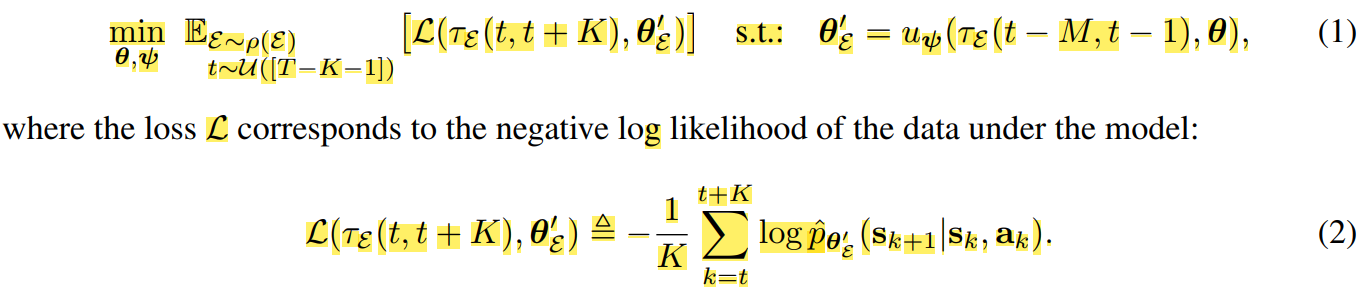 min_{θ,ψ} 𝔼_{ℰ∼ρ(ℰ), t∼𝒰([T−K−1])} [ℒ(τ_ℰ(t, t + K), θ′_ℰ)] s.t.: θ′_ℰ = u_ψ(τ_ℰ(t − M, t − 1), θ), (1)
where the loss ℒ corresponds to the negative log likelihood of the data under the model:
ℒ(τ_ℰ(t, t + K), θ′_ℰ) ≜ −\frac{1}{K} ∑_{k=t}^{t+K} log p̂_{θ′_ℰ}(s_{k+1}|s_k, a_k). (2)